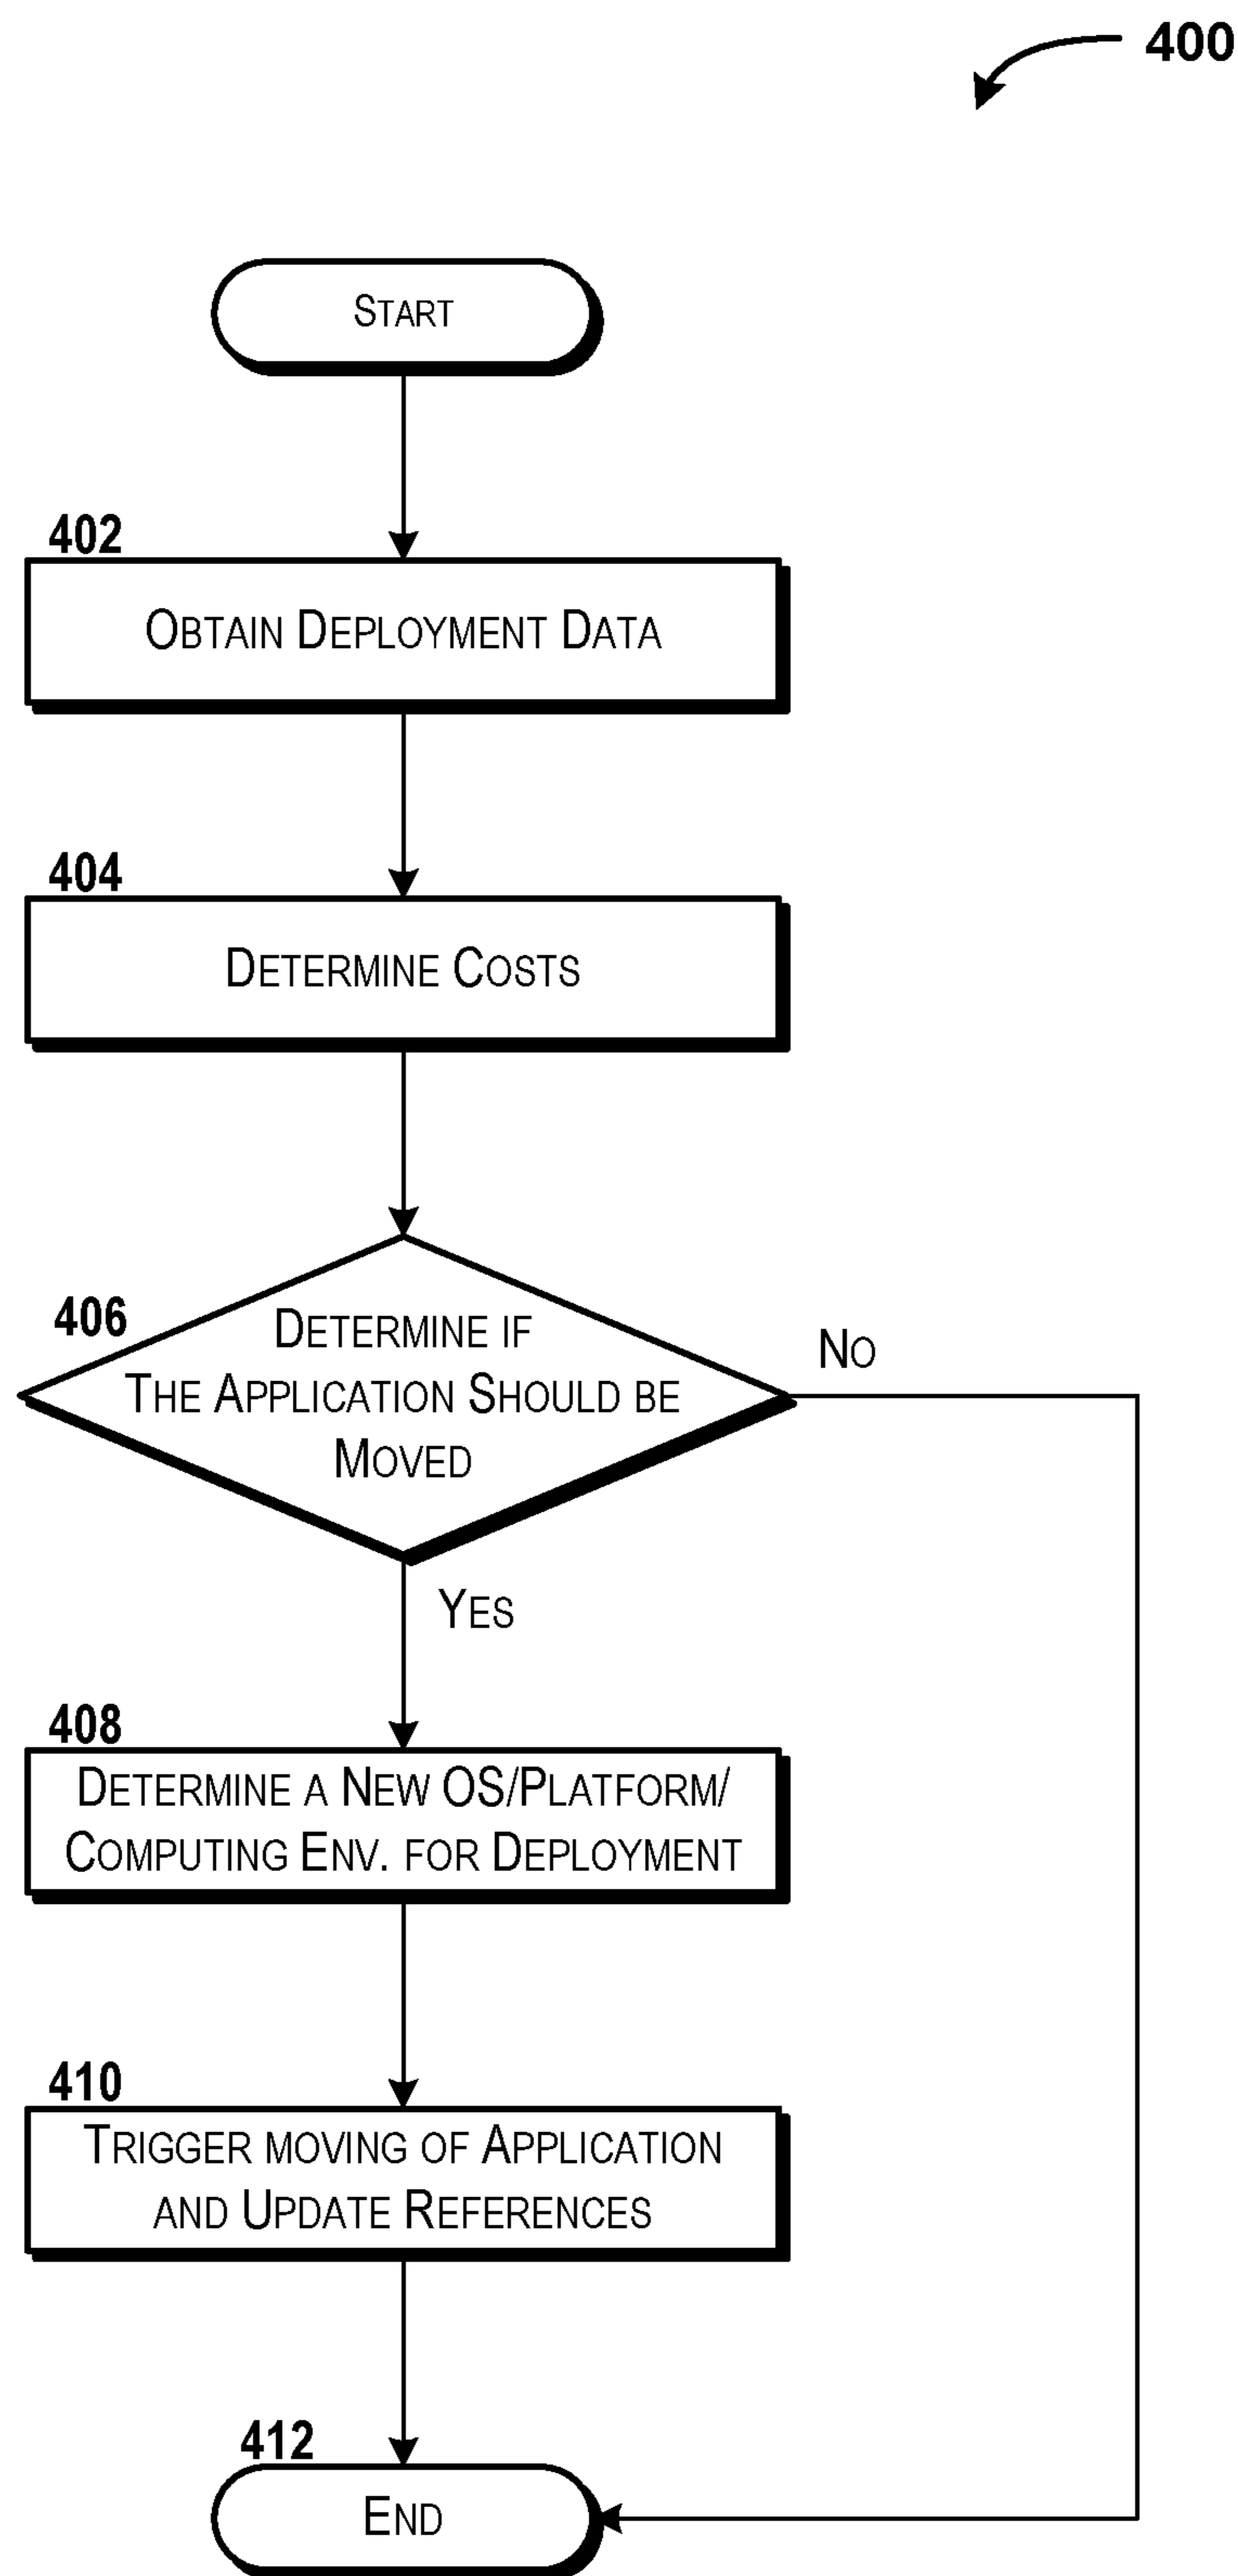 400
START
402
OBTAIN DEPLOYMENT DATA
404
DETERMINE COSTS
406
DETERMINE IF
THE APPLICATION SHOULD BE
MOVED
NO
YES
408
DETERMINE A NEW OS/PLATFORM/
COMPUTING ENV. FOR DEPLOYMENT
410
TRIGGER MOVING OF APPLICATION
AND UPDATE REFERENCES
412
END